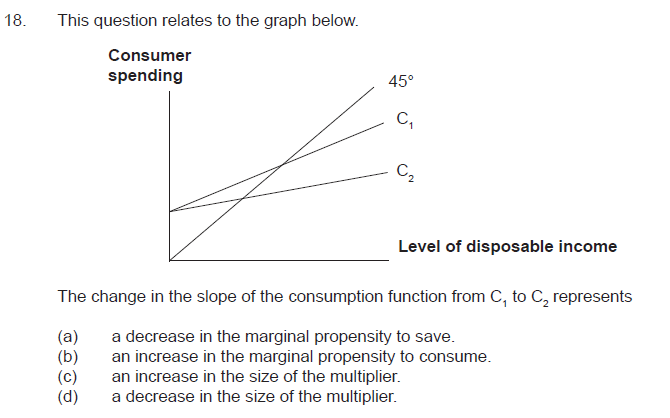 18. This question relates to the graph below.
Consumer
spending
45°
C₁
C₂
Level of disposable income
The change in the slope of the consumption function from C₁ to C₂ represents
(a) a decrease in the marginal propensity to save.
(b) an increase in the marginal propensity to consume.
(c) an increase in the size of the multiplier.
(d) a decrease in the size of the multiplier.